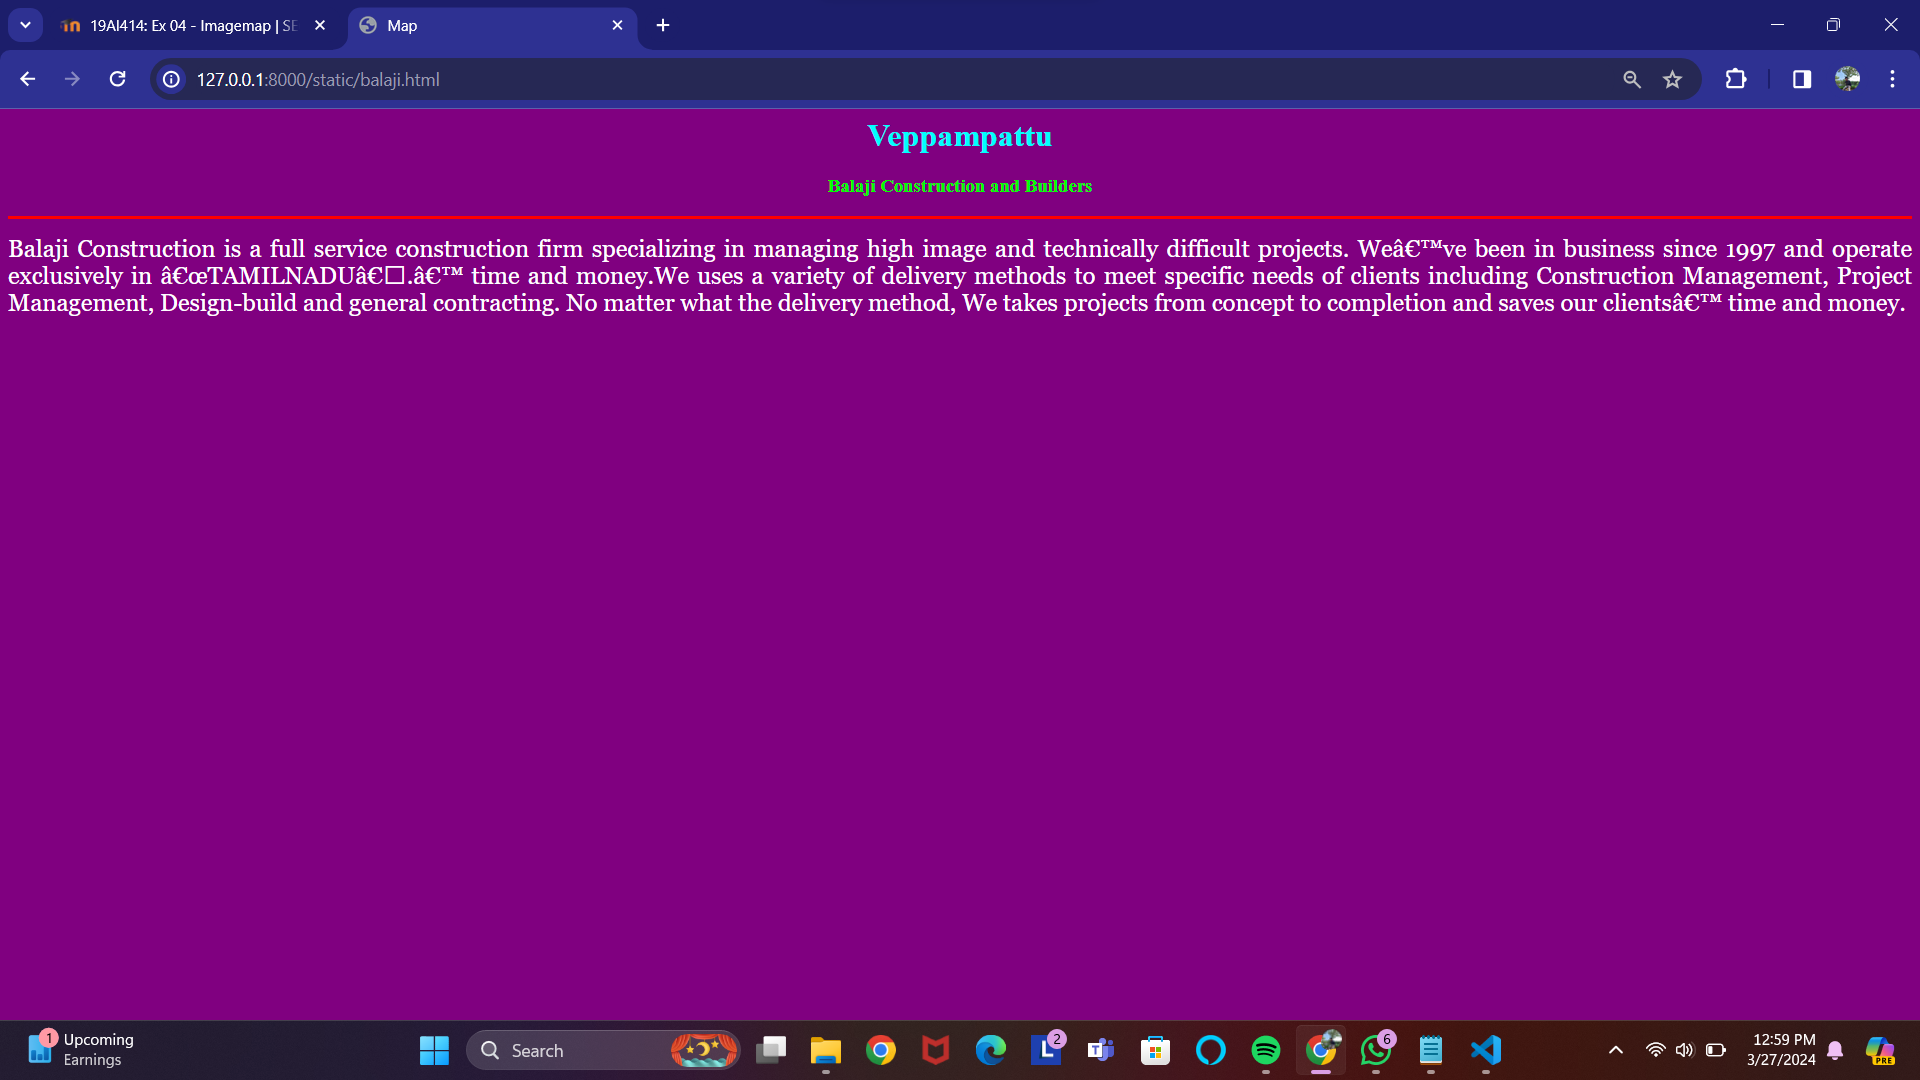 19AI414: Ex 04 - Imagemap | SE
Map
127.0.0.1:8000/static/balaji.html
Veppampattu
Balaji Construction and Builders
Balaji Construction is a full service construction firm specializing in managing high image and technically difficult projects. Weâ€™ve been in business since 1997 and operate
exclusively in â€œTAMILNADUâ€□.â€™ time and money.We uses a variety of delivery methods to meet specific needs of clients including Construction Management, Project
Management, Design-build and general contracting. No matter what the delivery method, We takes projects from concept to completion and saves our clientsâ€™ time and money.
1
Upcoming
Earnings
Search
L
2
T
6
12:59 PM
3/27/2024
PRE